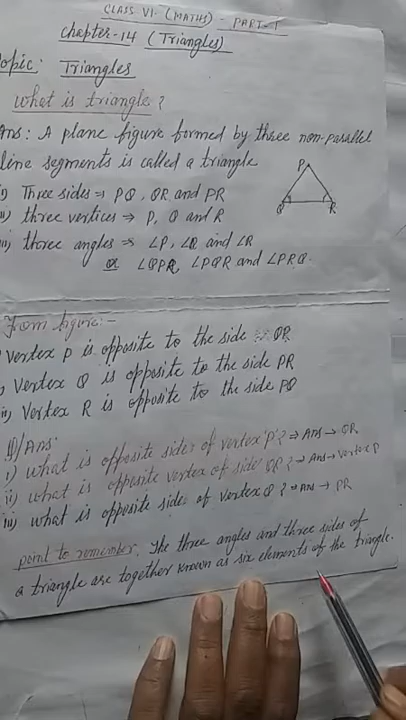 CLASS VI (MATHS) - PART-1
Chapter-14 (Triangles)
opic: Triangles
What is triangle?
Ans: A plane figure formed by three non-parallel
line segments is called a triangle.
i) Three sides → PQ, QR and PR
ii) three vertices → P, Q and R
iii) three angles → ∠P, ∠Q and ∠R
or ∠QPR, ∠PQR and ∠PRQ.
P
Q R
From figure:-
Vertex P is opposite to the side QR
Vertex Q is opposite to the side PR
ii) Vertex R is opposite to the side PQ
Q/Ans:
i) what is opposite side of vertex 'P'? → Ans → QR
ii) what is opposite vertex of side QR? → Ans → vertex P
iii) what is opposite side of vertex Q? → Ans → PR
point to remember: The three angles and three sides of
a triangle are together known as six elements of the triangle.